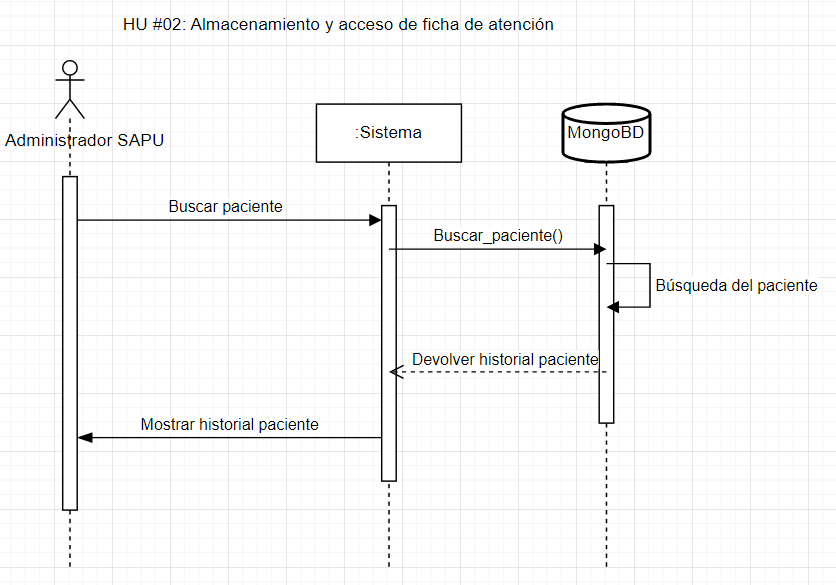 HU #02: Almacenamiento y acceso de ficha de atención
Administrador SAPU
:Sistema
MongoBD
Buscar paciente
Buscar_paciente()
Búsqueda del paciente
Devolver historial paciente
Mostrar historial paciente